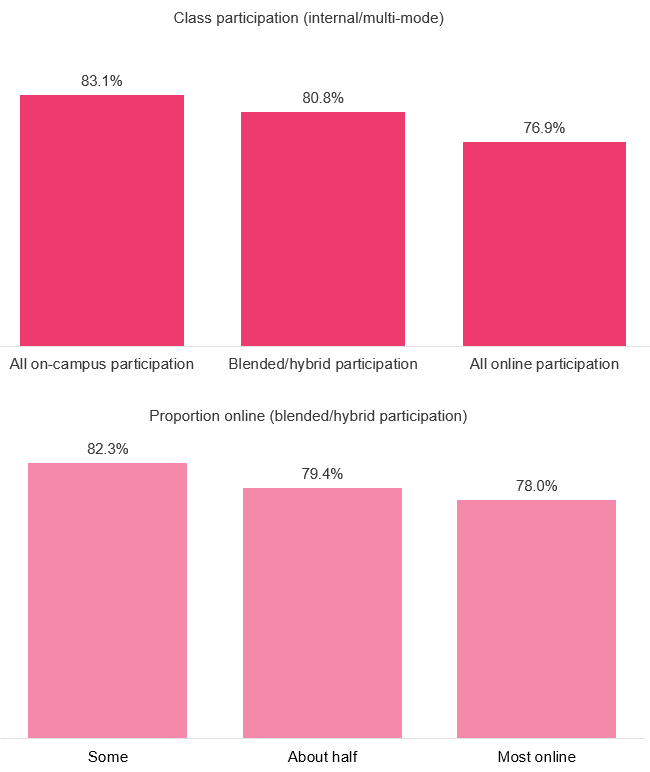 Class participation (internal/multi-mode)
83.1%
80.8%
76.9%
All on-campus participation
Blended/hybrid participation
All online participation
Proportion online (blended/hybrid participation)
82.3%
79.4%
78.0%
Some
About half
Most online